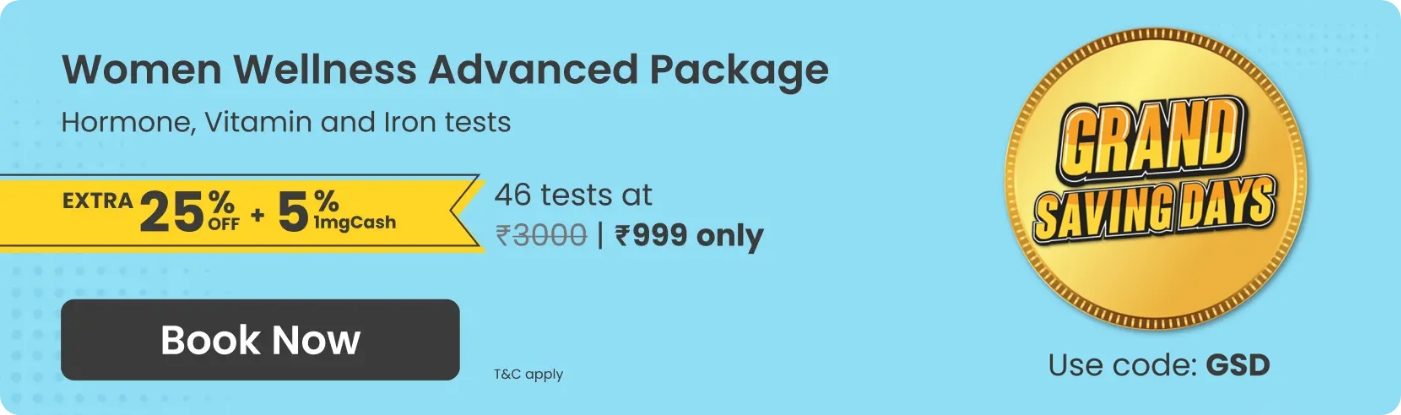 Women Wellness Advanced Package
Hormone, Vitamin and Iron tests
EXTRA 25% OFF + 5% 1mgCash
46 tests at
₹3000 | ₹999 only
Book Now
T&C apply
GRAND
SAVING DAYS
Use code: GSD